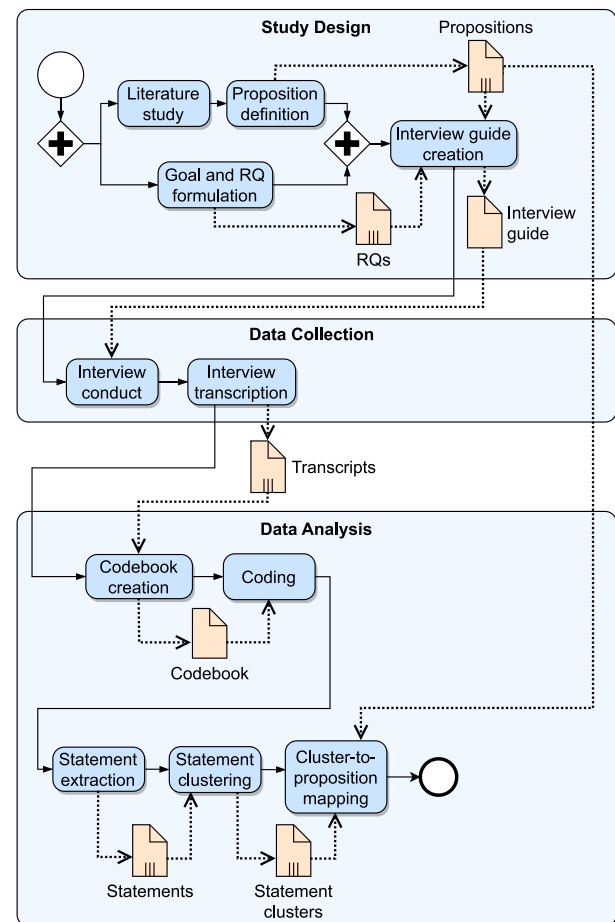 Study Design
Propositions
Literature
study
Proposition
definition
Interview guide
creation
Goal and RQ
formulation
RQs
Interview
guide
Data Collection
Interview
conduct
Interview
transcription
Transcripts
Data Analysis
Codebook
creation
Coding
Codebook
Statement
extraction
Statement
clustering
Cluster-to-
proposition
mapping
Statements
Statement
clusters